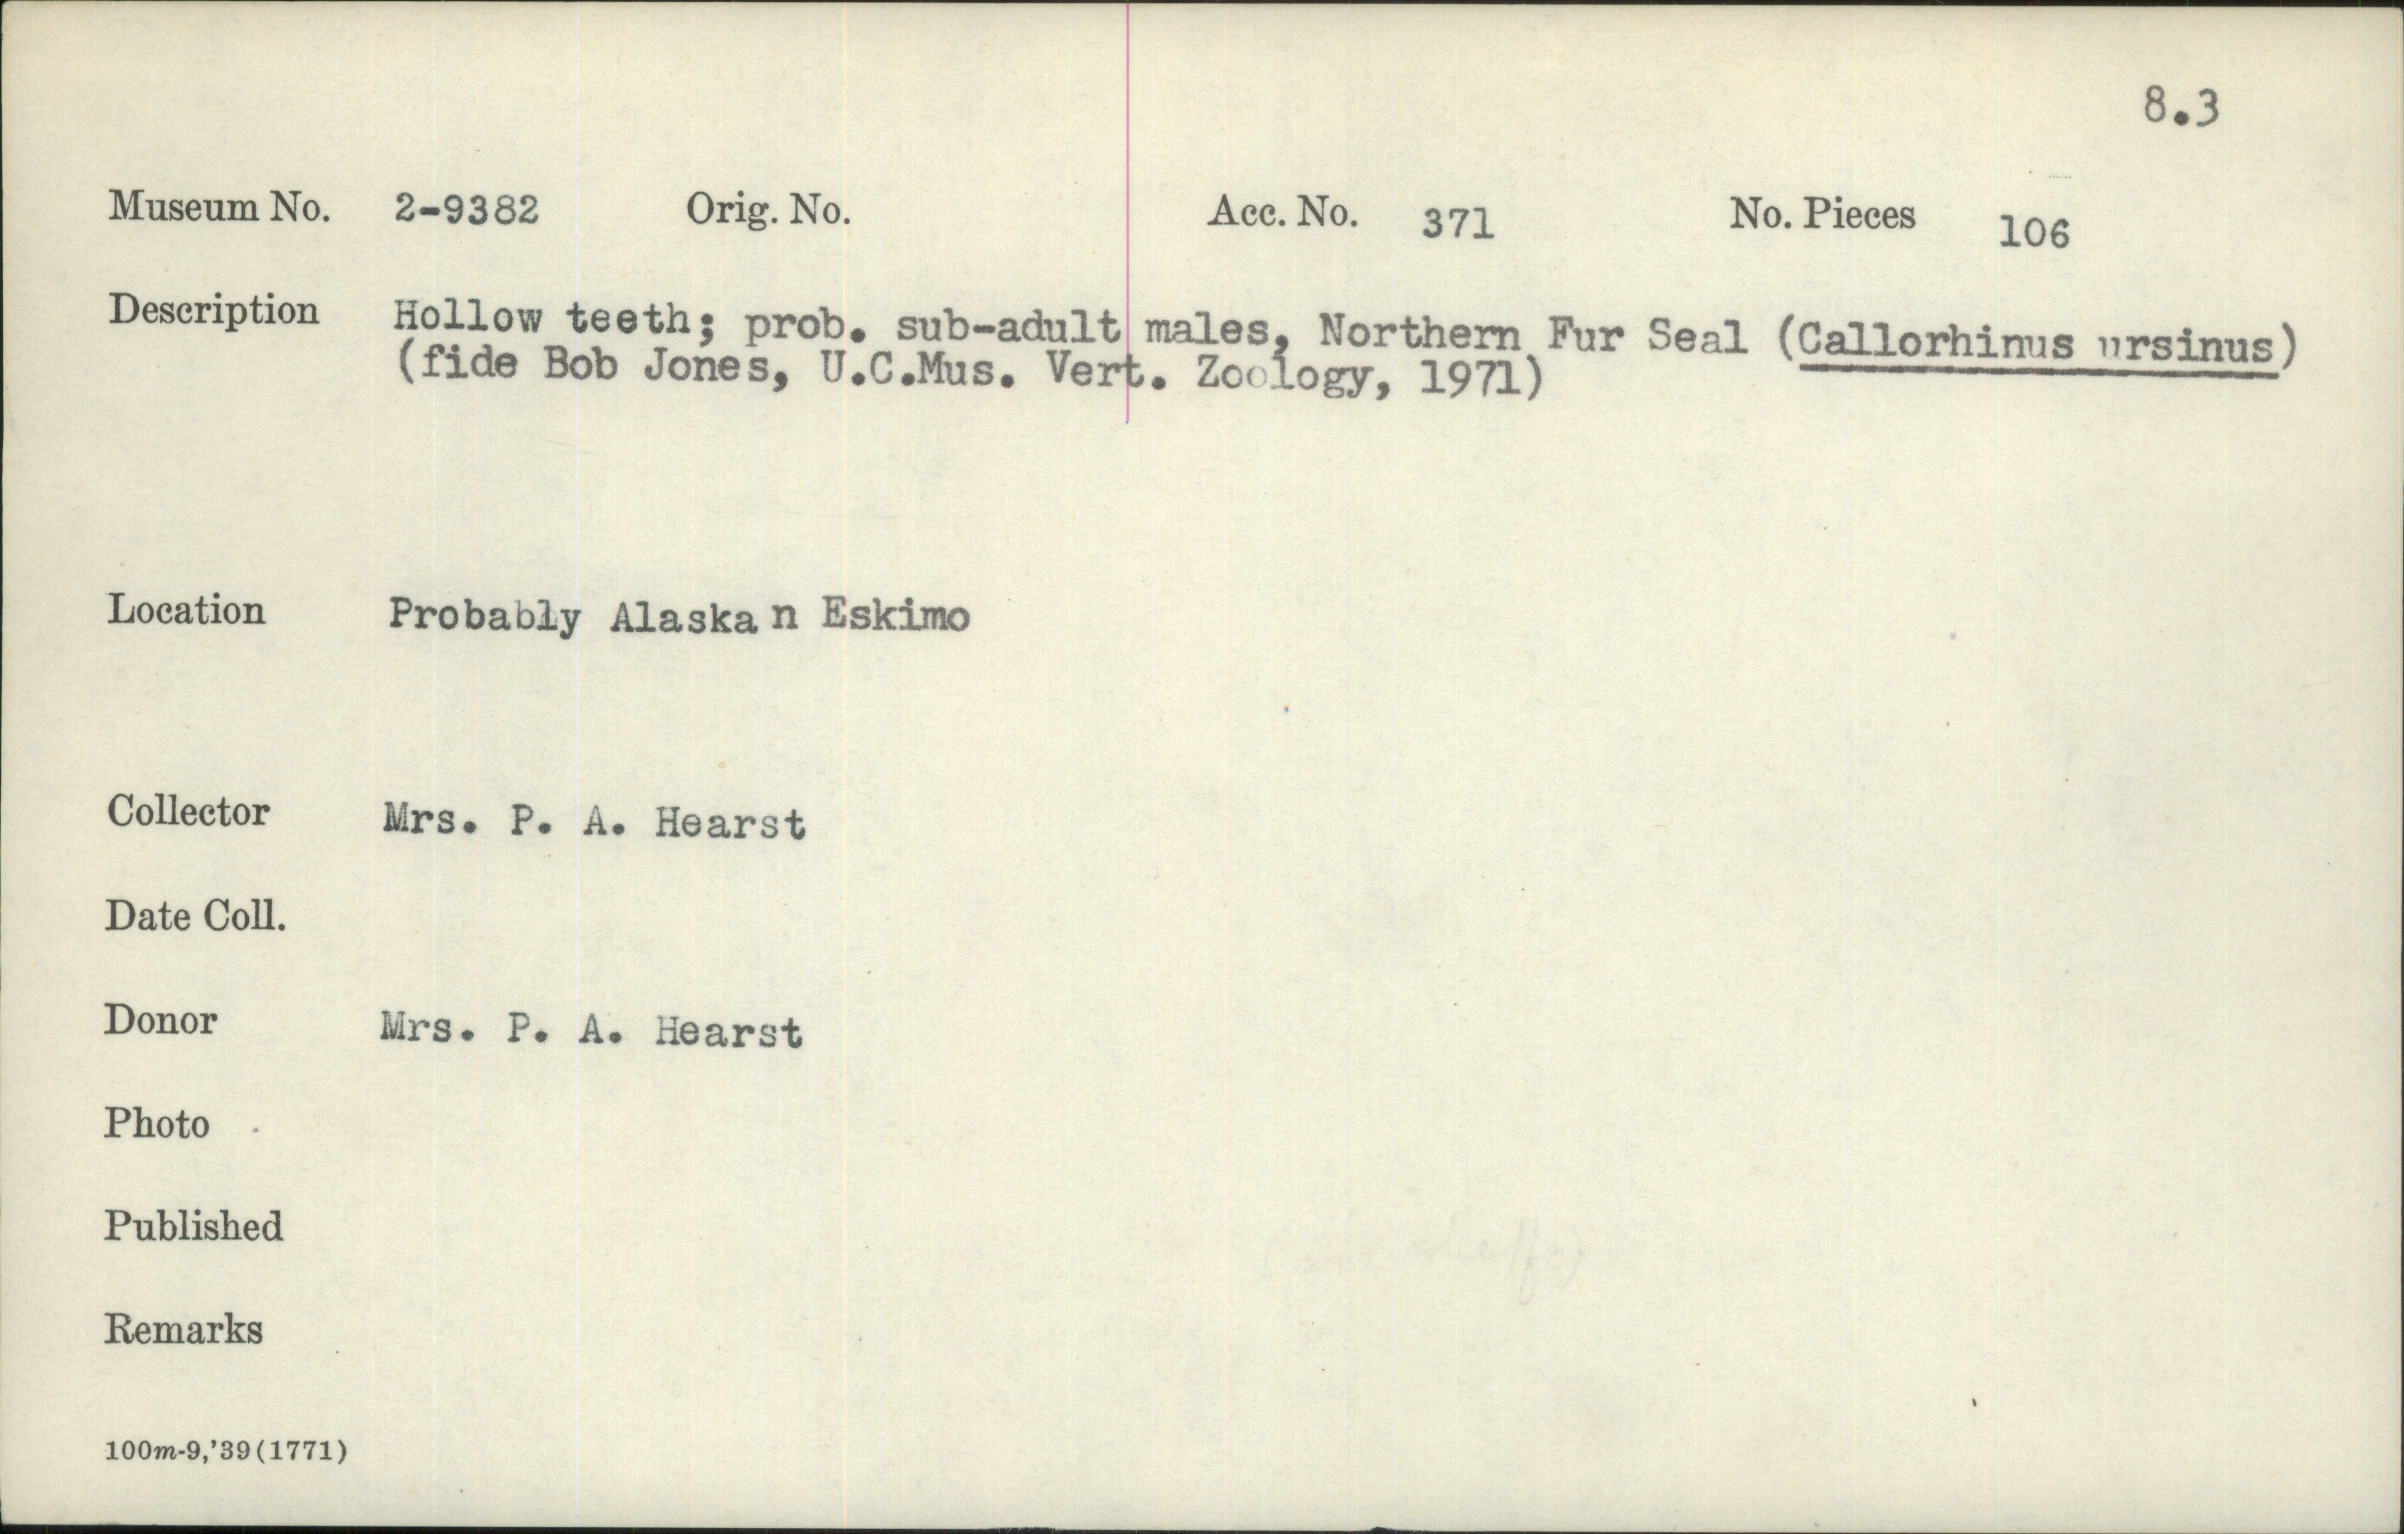 8.3
Museum No. 2-9382 Orig. No. Acc. No. 371 No. Pieces 106
Description Hollow teeth; prob. sub-adult males, Northern Fur Seal (Callorhinus ursinus)
(fide Bob Jones, U.C.Mus. Vert. Zoology, 1971)
Location Probably Alaskan Eskimo
Collector Mrs. P. A. Hearst
Date Coll.
Donor Mrs. P. A. Hearst
Photo
Published
Remarks
100m-9,'39(1771)